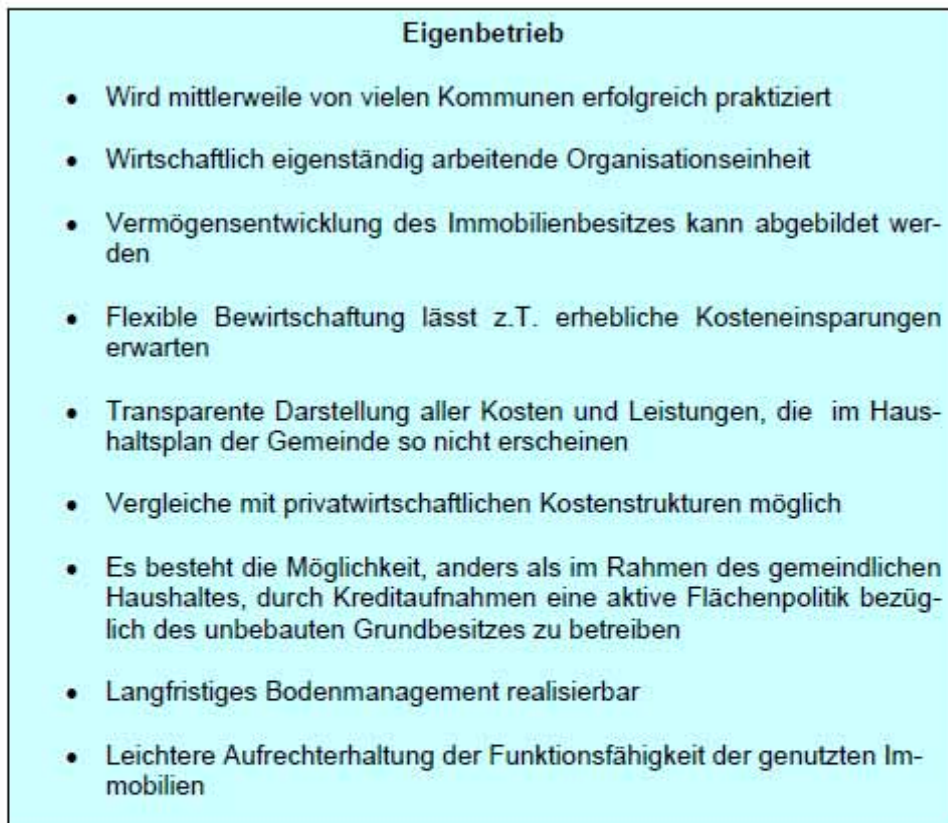 Eigenbetrieb
• Wird mittlerweile von vielen Kommunen erfolgreich praktiziert
• Wirtschaftlich eigenständig arbeitende Organisationseinheit
• Vermögensentwicklung des Immobilienbesitzes kann abgebildet wer-
den
• Flexible Bewirtschaftung lässt z.T. erhebliche Kosteneinsparungen
erwarten
• Transparente Darstellung aller Kosten und Leistungen, die im Haus-
haltsplan der Gemeinde so nicht erscheinen
• Vergleiche mit privatwirtschaftlichen Kostenstrukturen möglich
• Es besteht die Möglichkeit, anders als im Rahmen des gemeindlichen
Haushaltes, durch Kreditaufnahmen eine aktive Flächenpolitik bezüg-
lich des unbebauten Grundbesitzes zu betreiben
• Langfristiges Bodenmanagement realisierbar
• Leichtere Aufrechterhaltung der Funktionsfähigkeit der genutzten Im-
mobilien